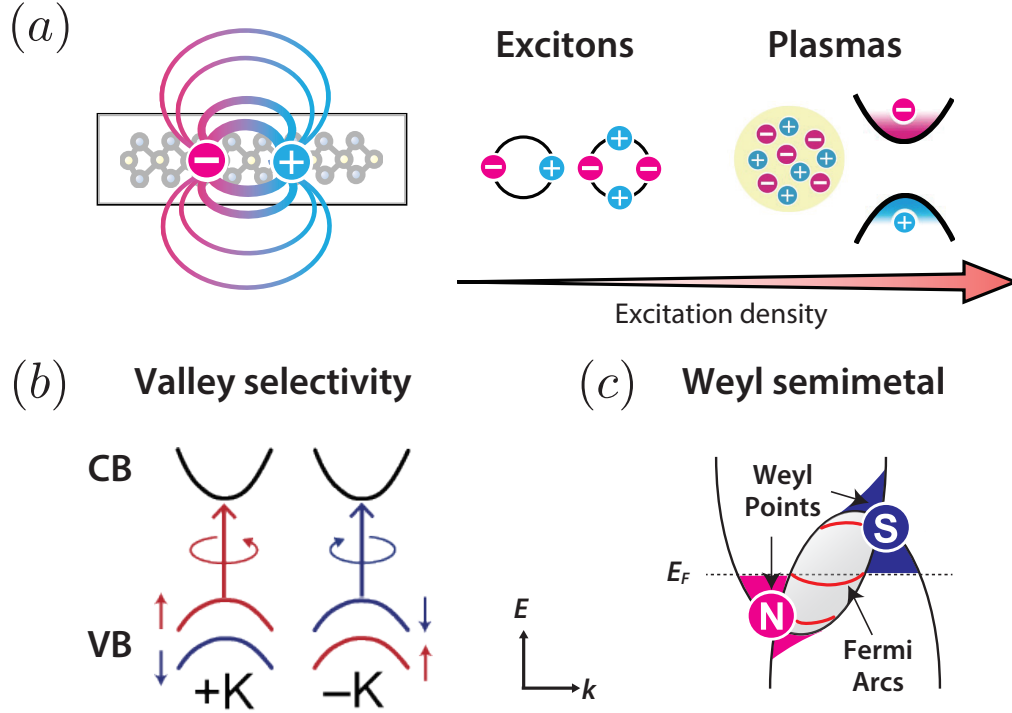 (a)
Excitons
Plasmas
− +
− + + − − +
+ − − + − + + − + − −
+
Excitation density
(b) Valley selectivity
(c) Weyl semimetal
CB
VB
+K
−K
E
k
Weyl
Points
S
E_F
N
Fermi
Arcs